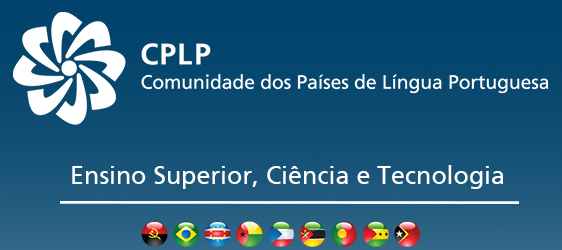 CPLP
Comunidade dos Países de Língua Portuguesa
Ensino Superior, Ciência e Tecnologia